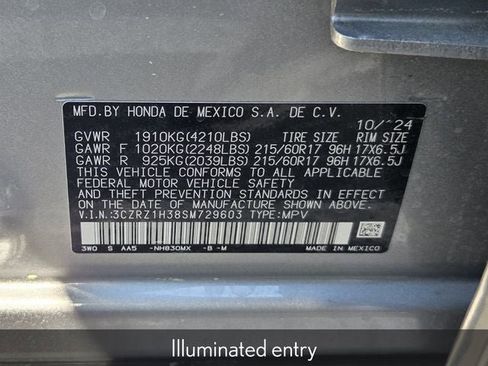 MFD.BY HONDA DE MEXICO S.A. DE C.V.
10/24
GVWR 1910KG(4210LBS) TIRE SIZE RIM SIZE
GAWR F 1020KG(2248LBS) 215/60R17 96H 17X6.5J
GAWR R 925KG(2039LBS) 215/60R17 96H 17X6.5J
THIS VEHICLE CONFORMS TO ALL APPLICABLE
FEDERAL MOTOR VEHICLE SAFETY
AND THEFT PREVENTION STANDARDS IN EFFECT
ON THE DATE OF MANUFACTURE SHOWN ABOVE.
V.I.N.:3CZRZ1H38SM729603 TYPE:MPV
3W0 S AA5 -NH830MX -B -M
MADE IN MEXICO
Illuminated entry